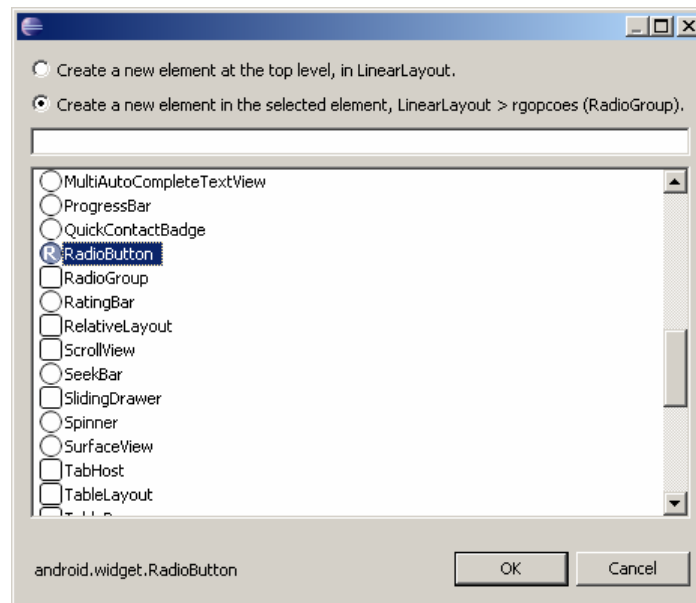 Create a new element at the top level, in LinearLayout.
Create a new element in the selected element, LinearLayout > rgopcoes (RadioGroup).
MultiAutoCompleteTextView
ProgressBar
QuickContactBadge
R RadioButton
RadioGroup
RatingBar
RelativeLayout
ScrollView
SeekBar
SlidingDrawer
Spinner
SurfaceView
TabHost
TableLayout
android.widget.RadioButton
OK
Cancel